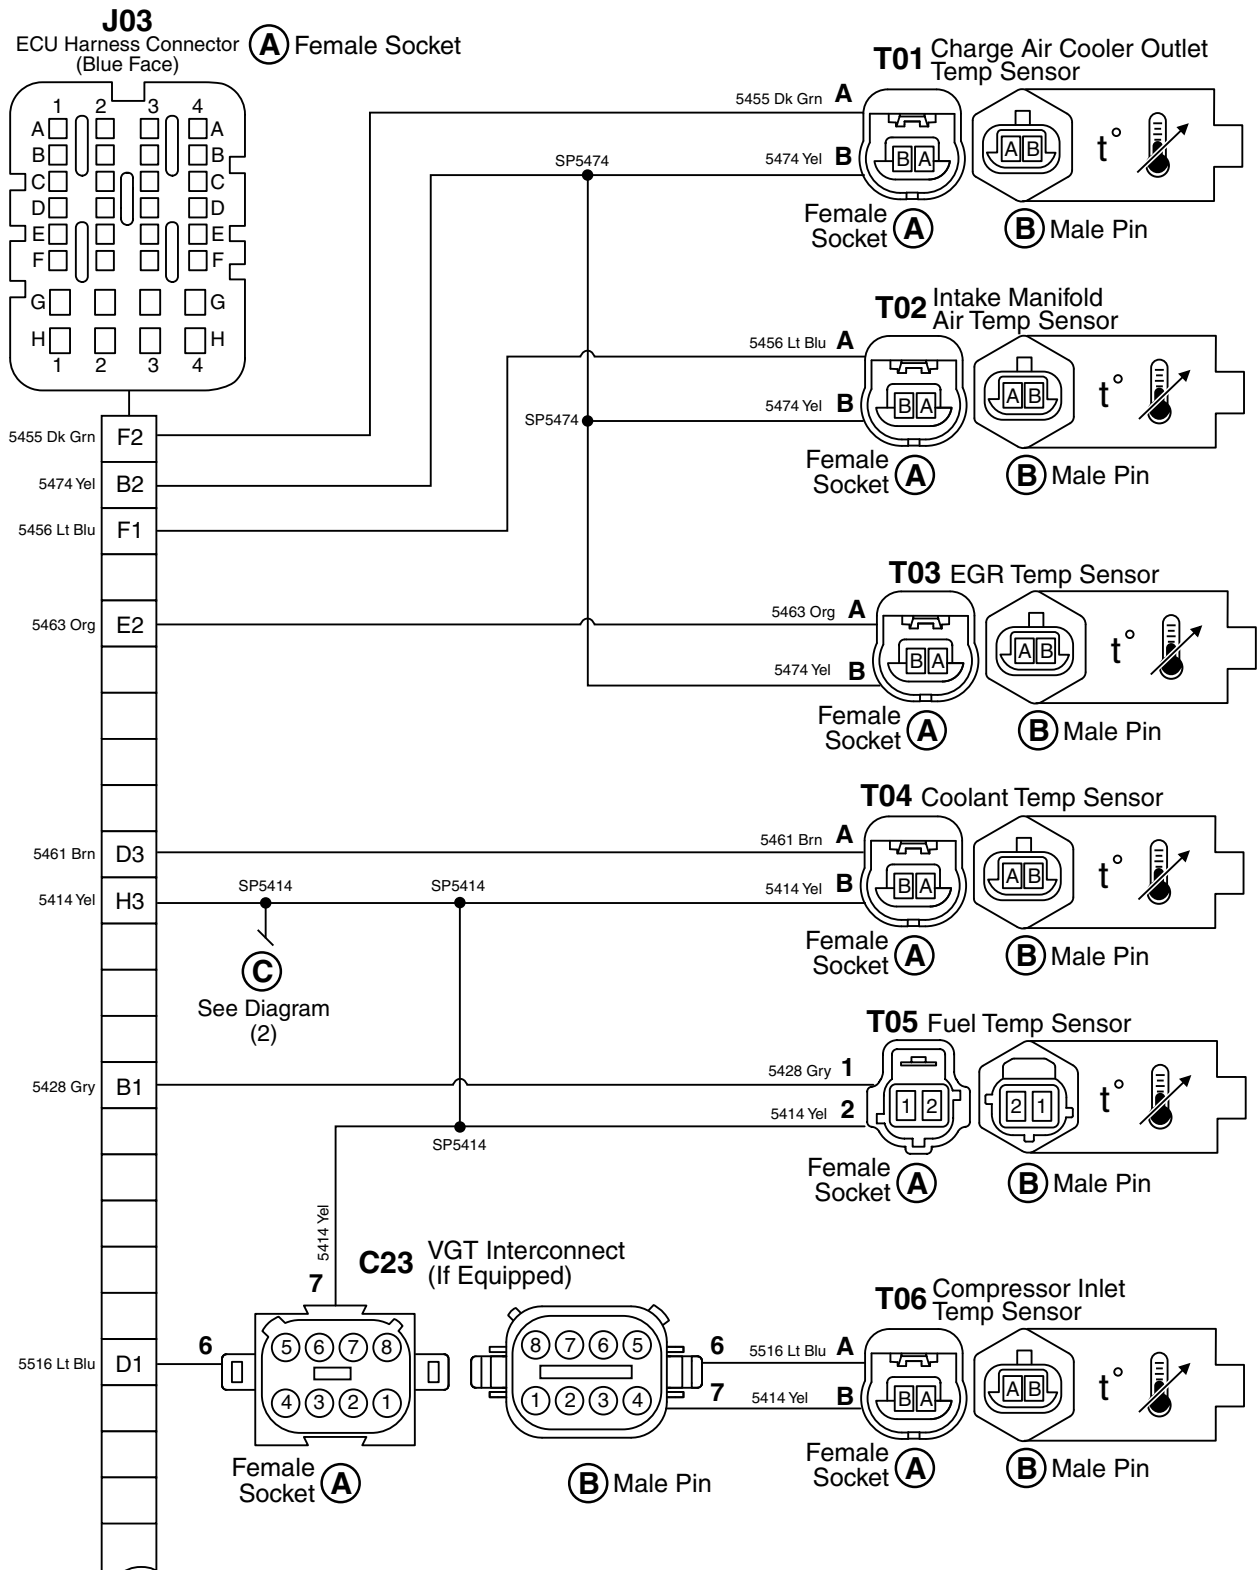 J03
ECU Harness Connector
(Blue Face)
A Female Socket
1 2 3 4
A A
B B
C C
D D
E E
F F
G G
H H
1 2 3 4
T01 Charge Air Cooler Outlet
Temp Sensor
5455 Dk Grn A
5474 Yel B
SP5474
B A
A B
t°
Female
Socket A
B Male Pin
T02 Intake Manifold
Air Temp Sensor
5456 Lt Blu A
5474 Yel B
SP5474
B A
A B
t°
Female
Socket A
B Male Pin
5455 Dk Grn F2
5474 Yel B2
5456 Lt Blu F1
T03 EGR Temp Sensor
5463 Org E2
5463 Org A
5474 Yel B
B A
A B
t°
Female
Socket A
B Male Pin
T04 Coolant Temp Sensor
5461 Brn D3
5461 Brn A
5414 Yel H3
SP5414
SP5414
5414 Yel B
B A
A B
t°
Female
Socket A
B Male Pin
C
See Diagram
(2)
T05 Fuel Temp Sensor
5428 Gry B1
5428 Gry 1
5414 Yel 2
SP5414
1 2
2 1
t°
Female
Socket A
B Male Pin
5414 Yel
7
C23 VGT Interconnect
(If Equipped)
T06 Compressor Inlet
Temp Sensor
5516 Lt Blu D1
6
5 6 7 8
4 3 2 1
8 7 6 5
1 2 3 4
6
7
5516 Lt Blu A
5414 Yel B
B A
A B
t°
Female
Socket A
B Male Pin
Female
Socket A
B Male Pin